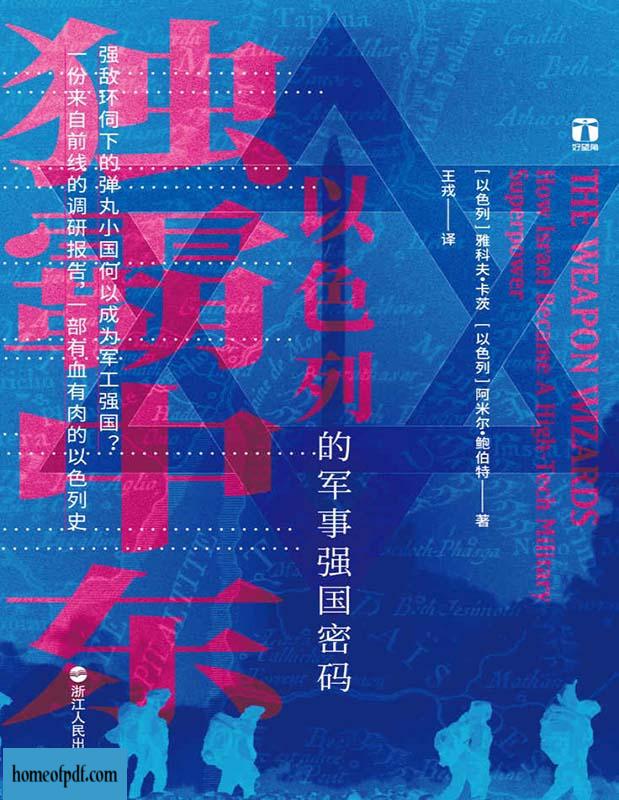 独霸中东
以色列
的军事强国密码
强敌环伺下的弹丸小国何以成为军工强国？
一份来自前线的调研报告，一部有血有肉的以色列史
[以色列]雅科夫·卡茨 [以色列]阿米尔·鲍伯特——著
王戎——译
THE WEAPON WIZARDS
How Israel Became A High-Tech Military
Superpower
好望角
浙江人民出
homeofpdf.com